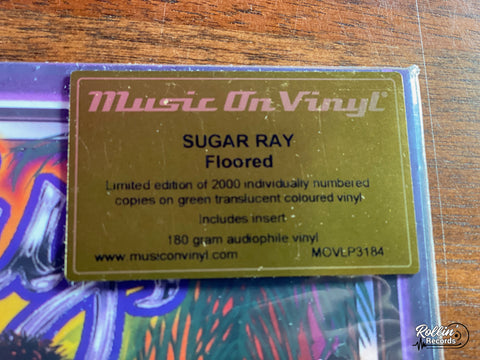 Music On Vinyl®
SUGAR RAY
Floored
Limited edition of 2000 individually numbered
copies on green translucent coloured vinyl
Includes insert
180 gram audiophile vinyl
www.musiconvinyl.com MOVLP3184
Rollin'
Records